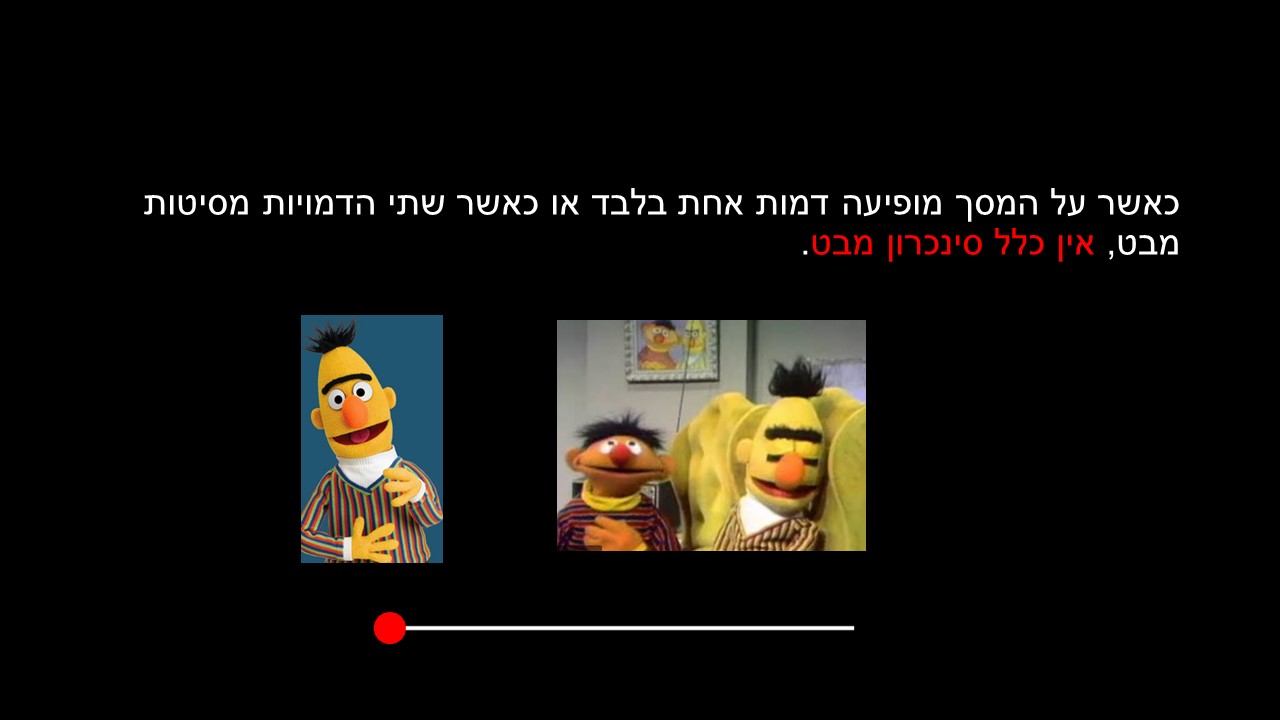 כאשר על המסך מופיעה דמות אחת בלבד או כאשר שתי הדמויות מסיטות
מבט, אין כלל סינכרון מבט.